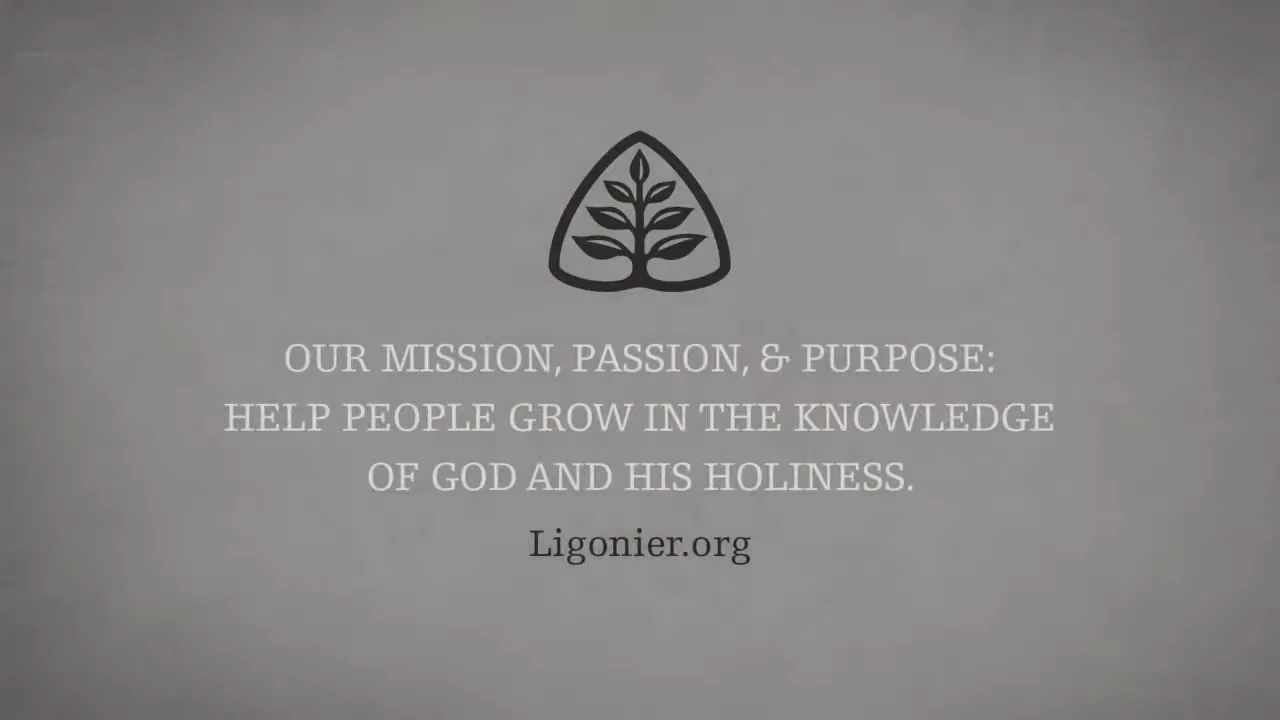 OUR MISSION, PASSION, & PURPOSE:
HELP PEOPLE GROW IN THE KNOWLEDGE
OF GOD AND HIS HOLINESS.
Ligonier.org